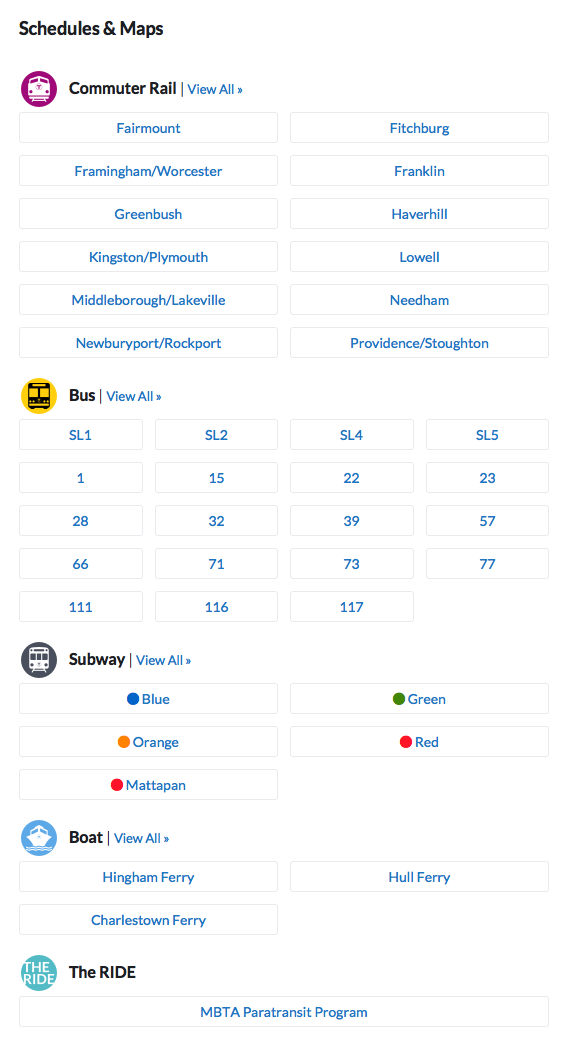 Schedules & Maps
Commuter Rail | View All »
Fairmount Fitchburg
Framingham/Worcester Franklin
Greenbush Haverhill
Kingston/Plymouth Lowell
Middleborough/Lakeville Needham
Newburyport/Rockport Providence/Stoughton
Bus | View All »
SL1 SL2 SL4 SL5
1 15 22 23
28 32 39 57
66 71 73 77
111 116 117
Subway | View All »
Blue Green
Orange Red
Mattapan
Boat | View All »
Hingham Ferry Hull Ferry
Charlestown Ferry
THE
RIDE
The RIDE
MBTA Paratransit Program